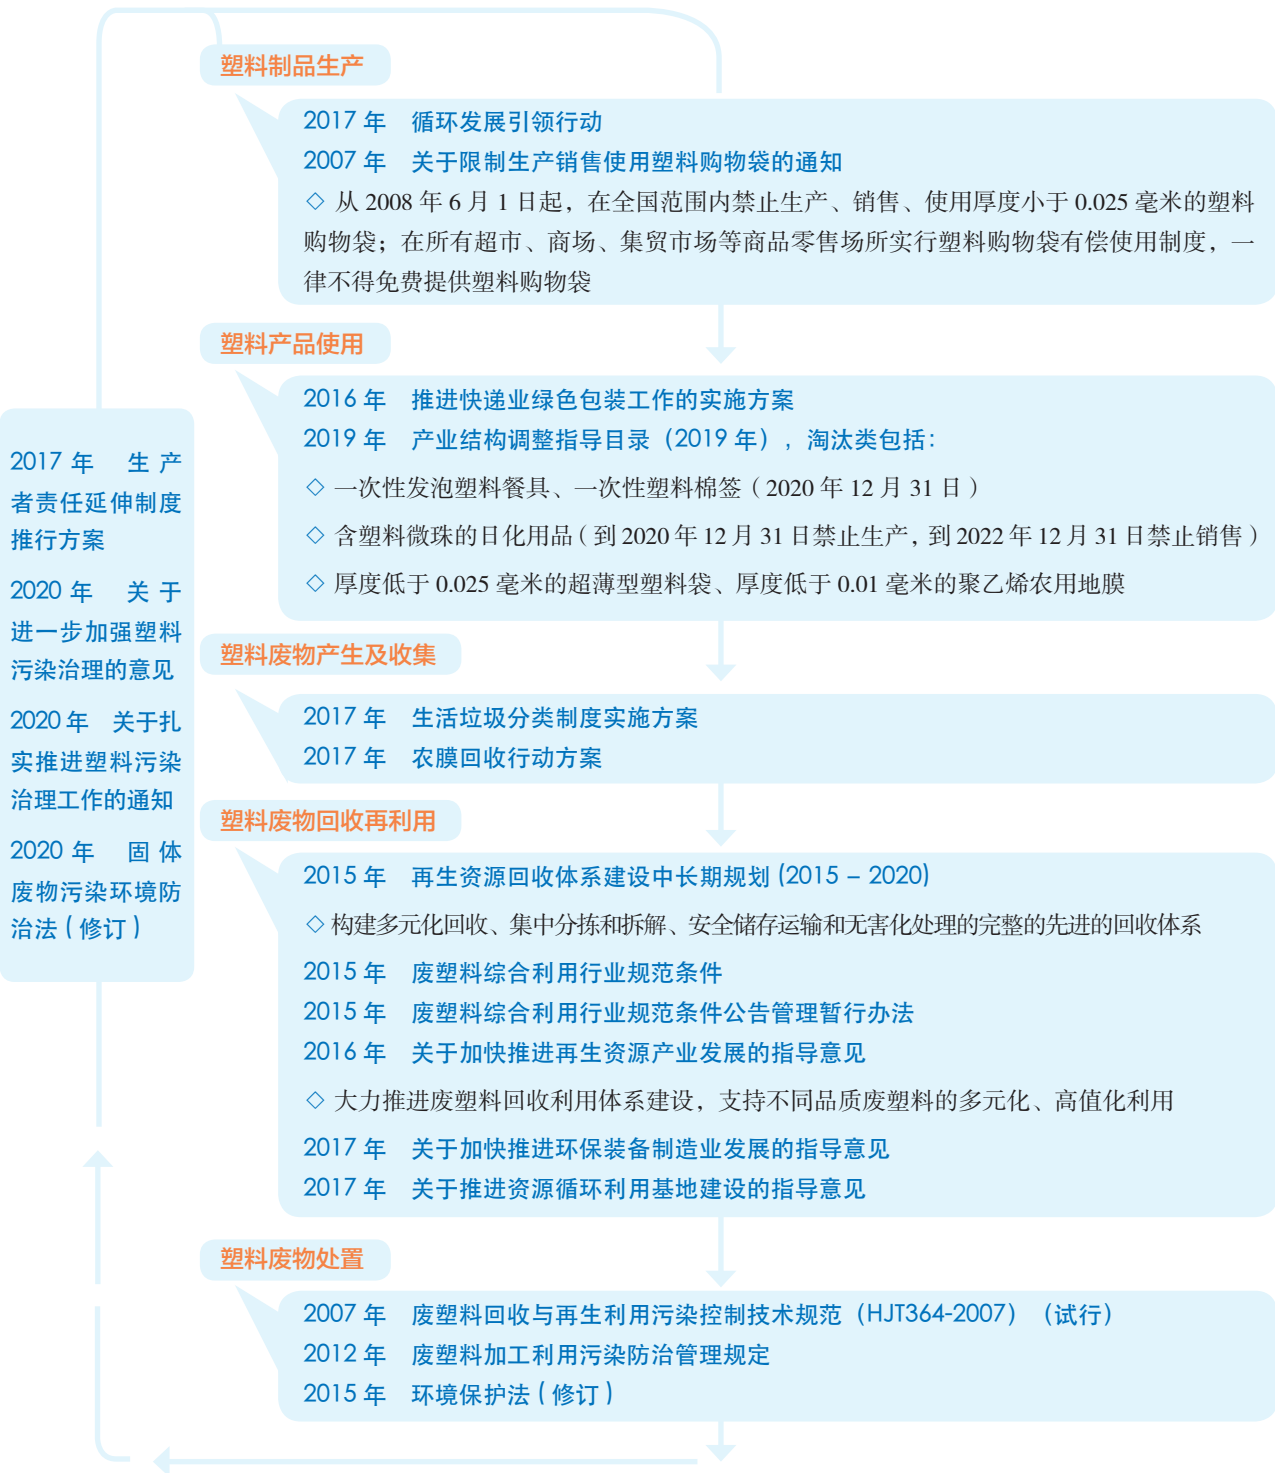 塑料制品生产
2017 年　循环发展引领行动
2007 年　关于限制生产销售使用塑料购物袋的通知
◇ 从 2008 年 6 月 1 日起，在全国范围内禁止生产、销售、使用厚度小于 0.025 毫米的塑料
购物袋；在所有超市、商场、集贸市场等商品零售场所实行塑料购物袋有偿使用制度，一
律不得免费提供塑料购物袋
塑料产品使用
2016 年　推进快递业绿色包装工作的实施方案
2019 年　产业结构调整指导目录（2019 年），淘汰类包括：
◇ 一次性发泡塑料餐具、一次性塑料棉签（2020 年 12 月 31 日）
◇ 含塑料微珠的日化用品（到 2020 年 12 月 31 日禁止生产，到 2022 年 12 月 31 日禁止销售）
◇ 厚度低于 0.025 毫米的超薄型塑料袋、厚度低于 0.01 毫米的聚乙烯农用地膜
塑料废物产生及收集
2017 年　生活垃圾分类制度实施方案
2017 年　农膜回收行动方案
塑料废物回收再利用
2015 年　再生资源回收体系建设中长期规划 (2015 – 2020)
◇ 构建多元化回收、集中分拣和拆解、安全储存运输和无害化处理的完整的先进的回收体系
2015 年　废塑料综合利用行业规范条件
2015 年　废塑料综合利用行业规范条件公告管理暂行办法
2016 年　关于加快推进再生资源产业发展的指导意见
◇ 大力推进废塑料回收利用体系建设，支持不同品质废塑料的多元化、高值化利用
2017 年　关于加快推进环保装备制造业发展的指导意见
2017 年　关于推进资源循环利用基地建设的指导意见
塑料废物处置
2007 年　废塑料回收与再生利用污染控制技术规范（HJT364-2007）（试行）
2012 年　废塑料加工利用污染防治管理规定
2015 年　环境保护法（修订）
2017 年　生产
者责任延伸制度
推行方案
2020 年　关于
进一步加强塑料
污染治理的意见
2020 年　关于扎
实推进塑料污染
治理工作的通知
2020 年　固体
废物污染环境防
治法（修订）